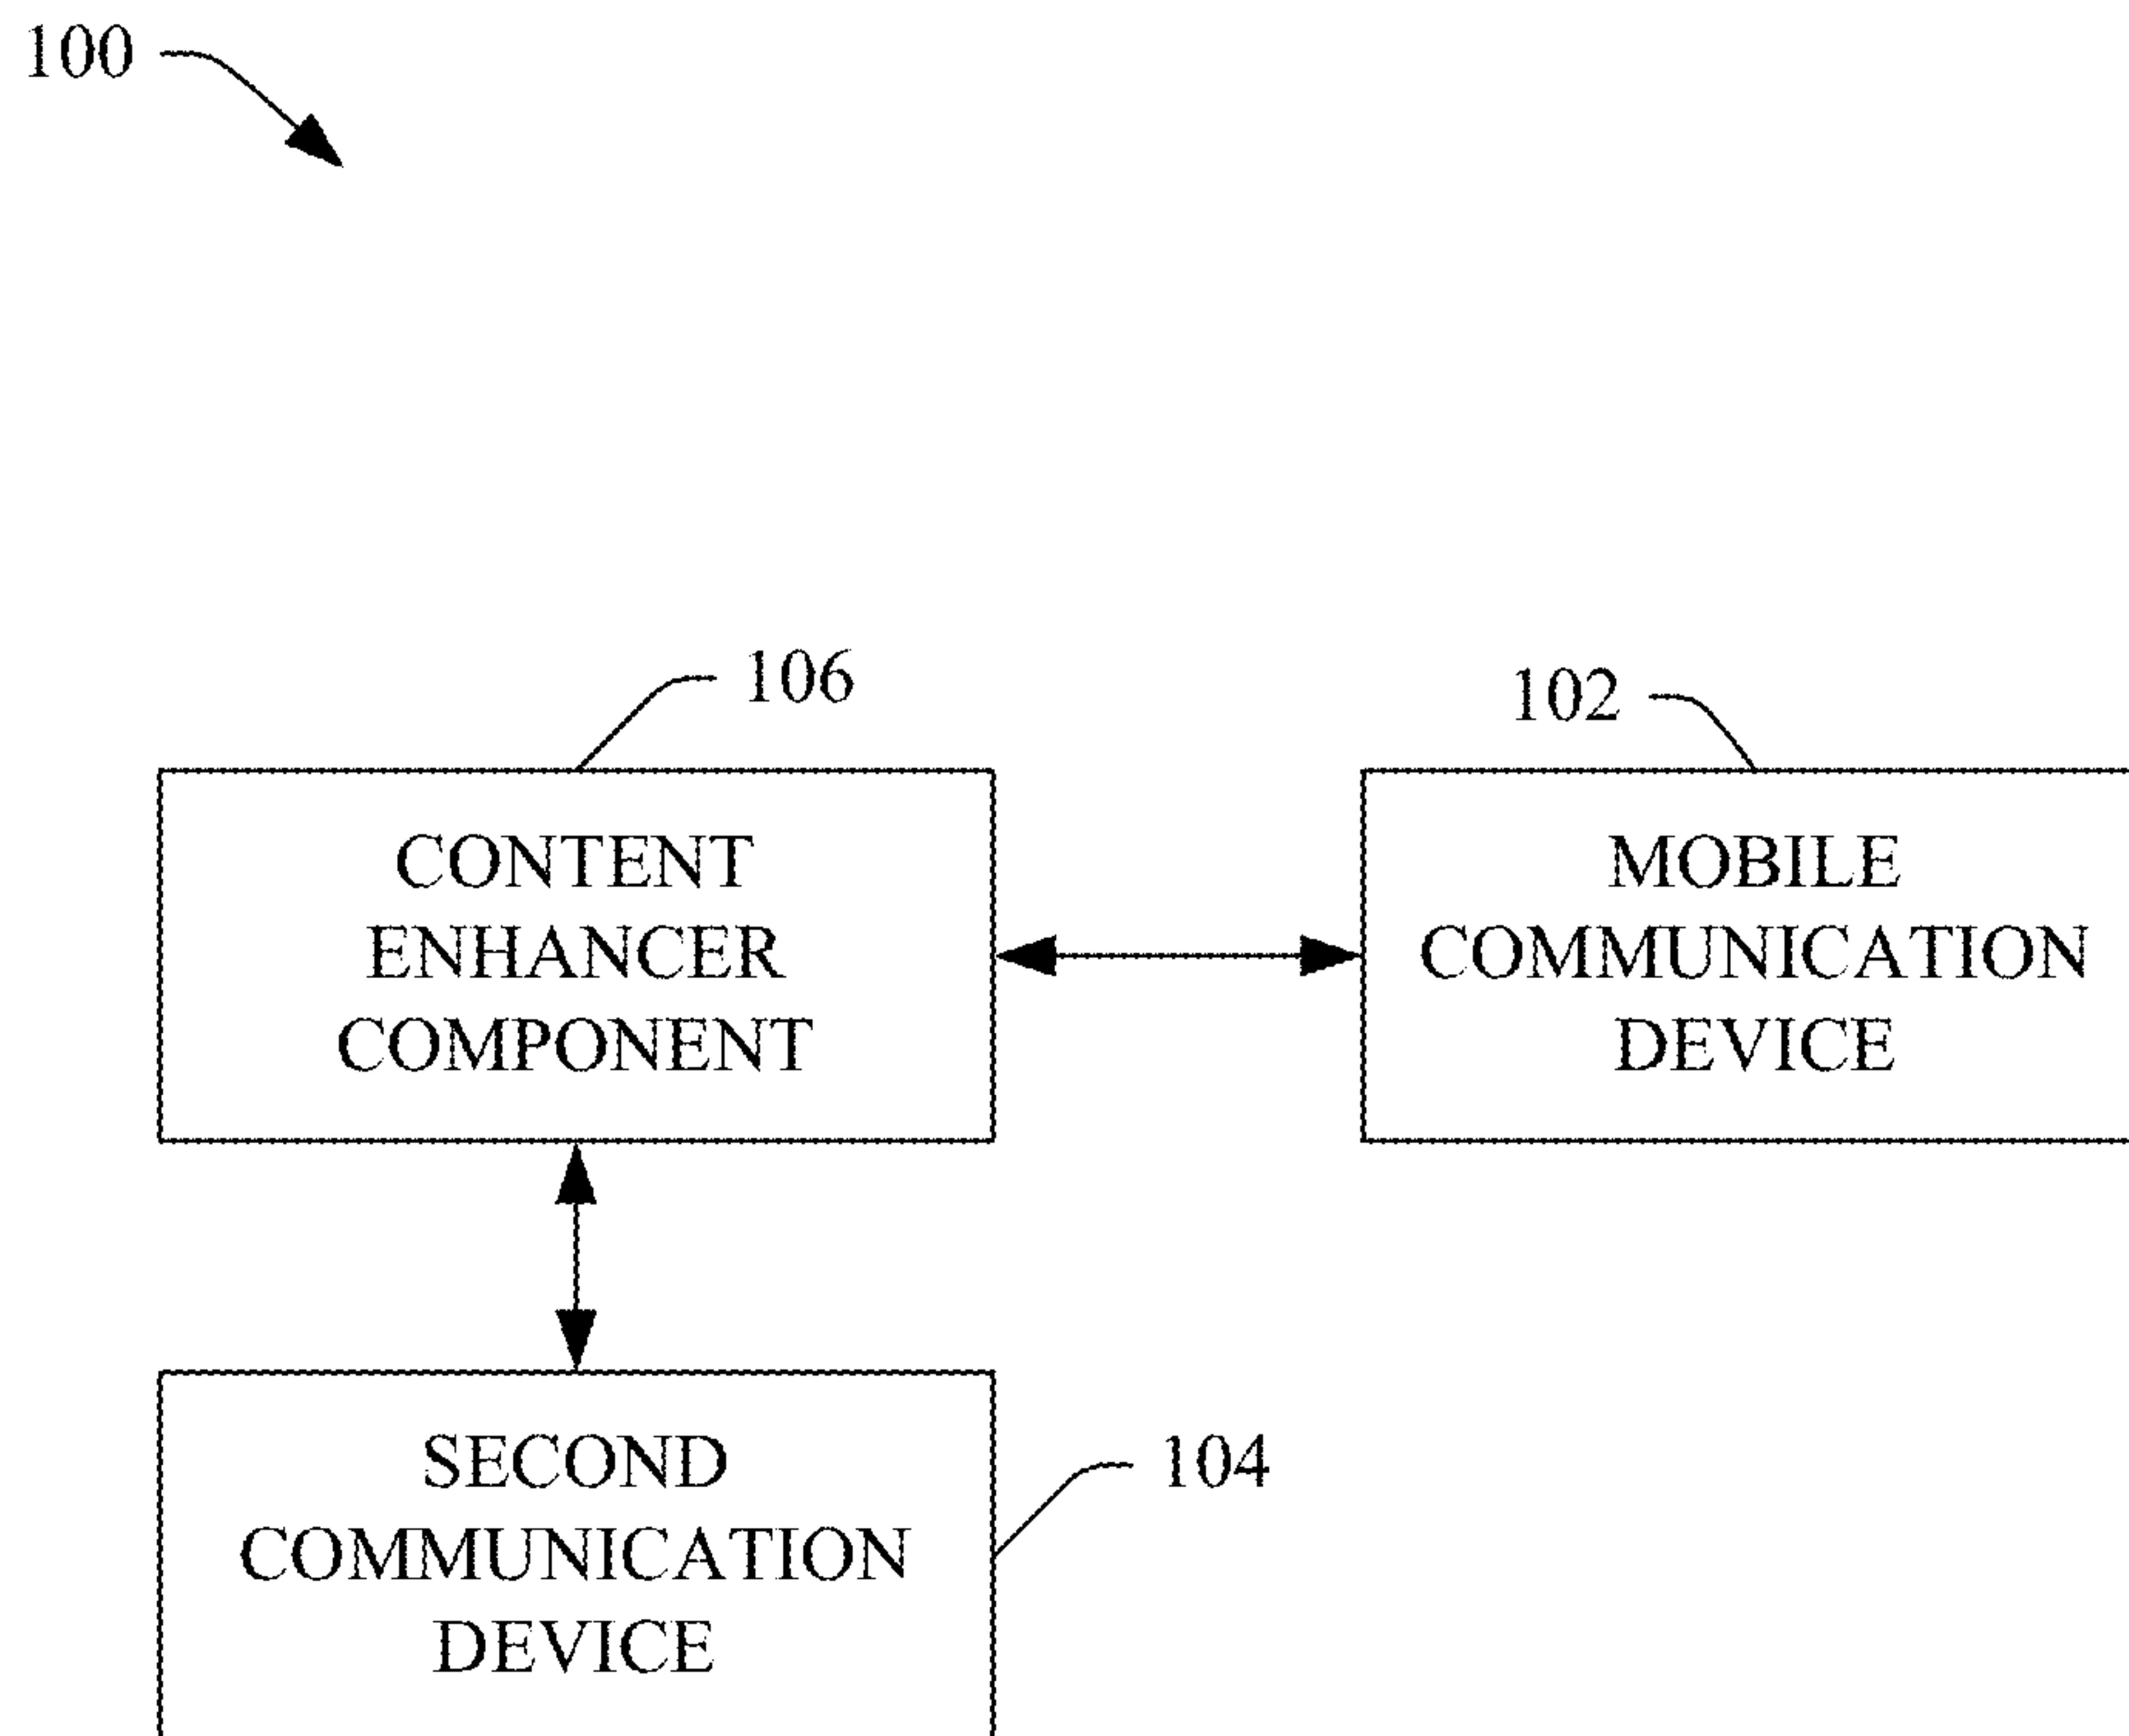 100
106
102
CONTENT
ENHANCER
COMPONENT
MOBILE
COMMUNICATION
DEVICE
SECOND
COMMUNICATION
DEVICE
104